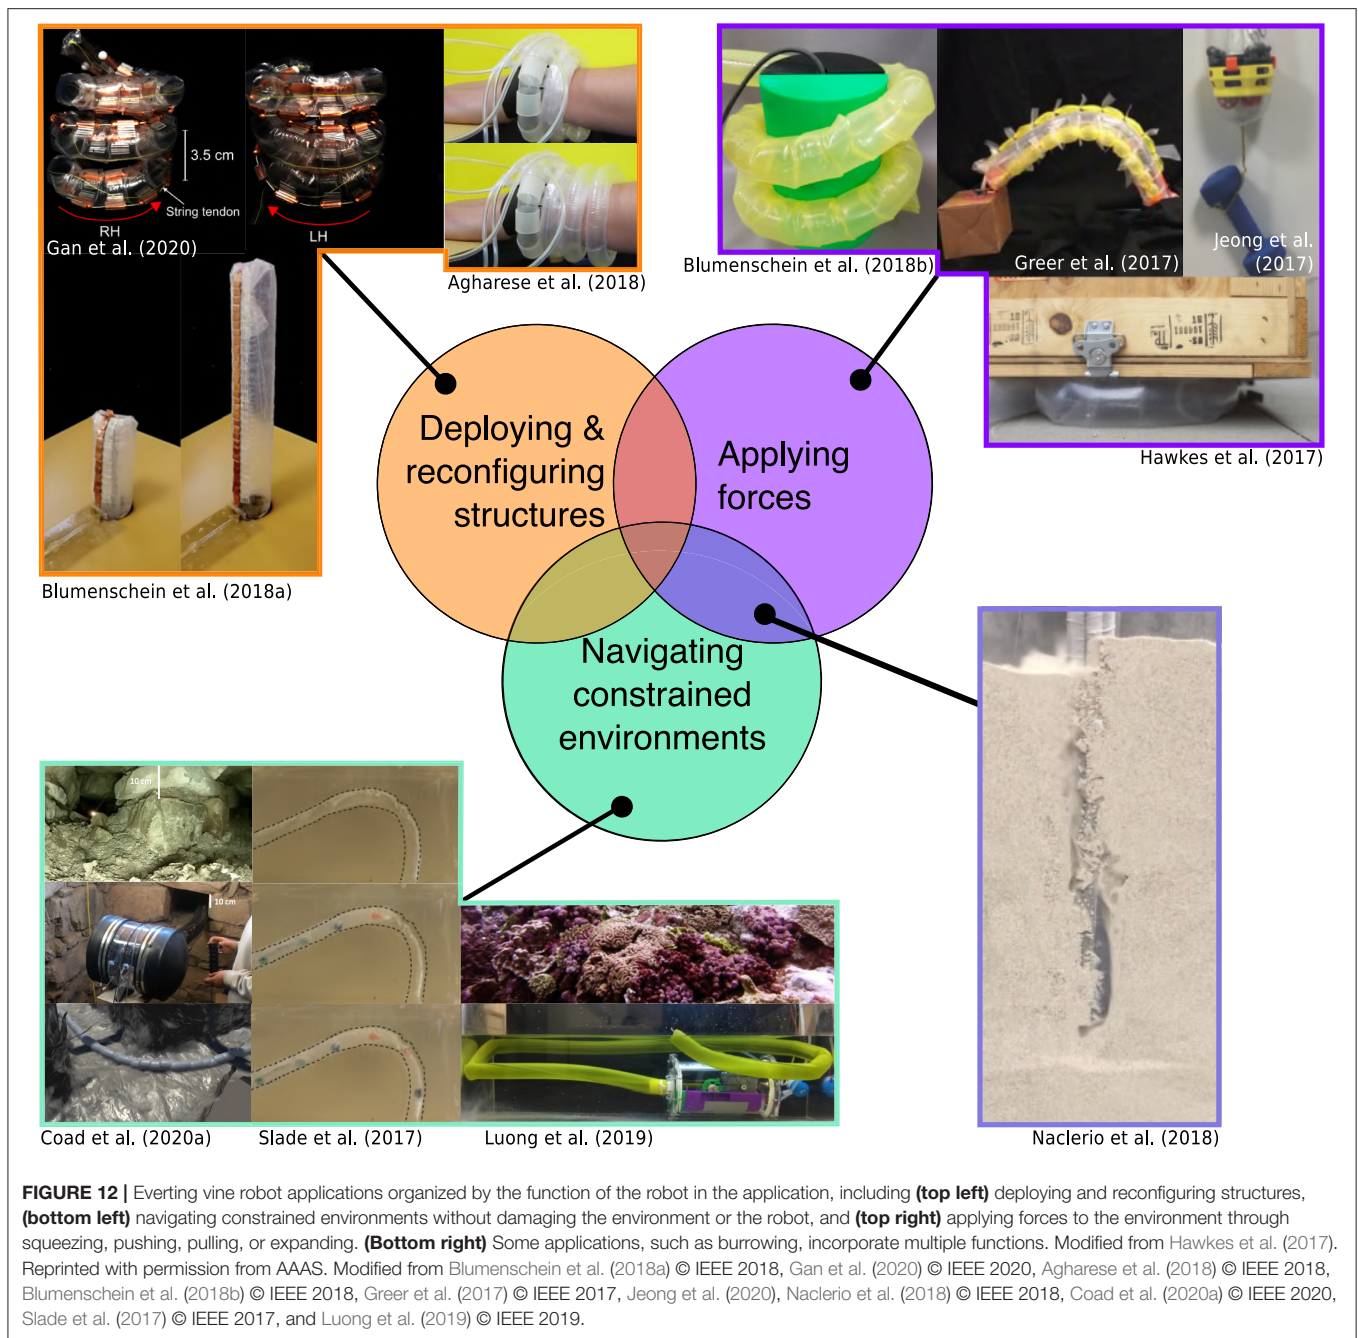 3.5 cm
String tendon
RH
LH
Gan et al. (2020)
Agharese et al. (2018)
Blumenschein et al. (2018a)
Blumenschein et al. (2018b)
Greer et al. (2017)
Jeong et al.
(2017)
Hawkes et al. (2017)
Deploying &
reconfiguring
structures
Applying
forces
Navigating
constrained
environments
10 cm
10 cm
Coad et al. (2020a)
Slade et al. (2017)
Luong et al. (2019)
Naclerio et al. (2018)
FIGURE 12 | Everting vine robot applications organized by the function of the robot in the application, including (top left) deploying and reconfiguring structures,
(bottom left) navigating constrained environments without damaging the environment or the robot, and (top right) applying forces to the environment through
squeezing, pushing, pulling, or expanding. (Bottom right) Some applications, such as burrowing, incorporate multiple functions. Modified from Hawkes et al. (2017).
Reprinted with permission from AAAS. Modified from Blumenschein et al. (2018a) © IEEE 2018, Gan et al. (2020) © IEEE 2020, Agharese et al. (2018) © IEEE 2018,
Blumenschein et al. (2018b) © IEEE 2018, Greer et al. (2017) © IEEE 2017, Jeong et al. (2020), Naclerio et al. (2018) © IEEE 2018, Coad et al. (2020a) © IEEE 2020,
Slade et al. (2017) © IEEE 2017, and Luong et al. (2019) © IEEE 2019.